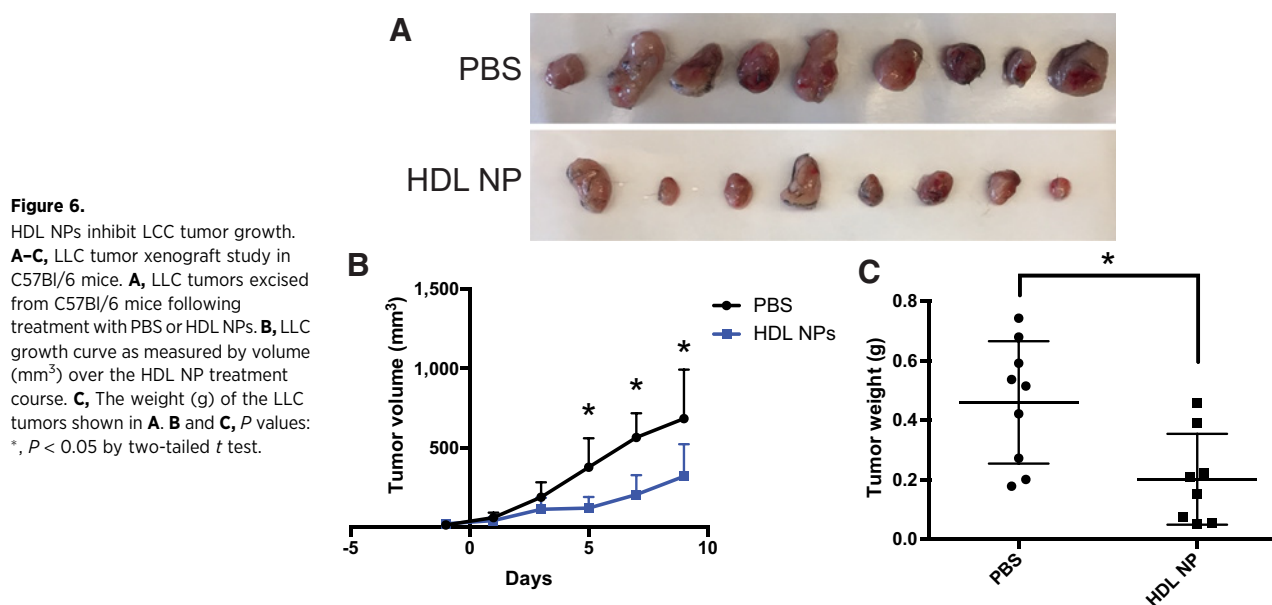 Figure 6.
HDL NPs inhibit LCC tumor growth.
A–C, LLC tumor xenograft study in
C57Bl/6 mice. A, LLC tumors excised
from C57Bl/6 mice following
treatment with PBS or HDL NPs. B, LLC
growth curve as measured by volume
(mm³) over the HDL NP treatment
course. C, The weight (g) of the LLC
tumors shown in A. B and C, P values:
*, P < 0.05 by two-tailed t test.
A
PBS
HDL NP
B
Tumor volume (mm³)
1,500
1,000
500
-5
0
5
10
Days
PBS
HDL NPs
*
*
*
C
Tumor weight (g)
0.8
0.6
0.4
0.2
0.0
*
PBS
HDL NP